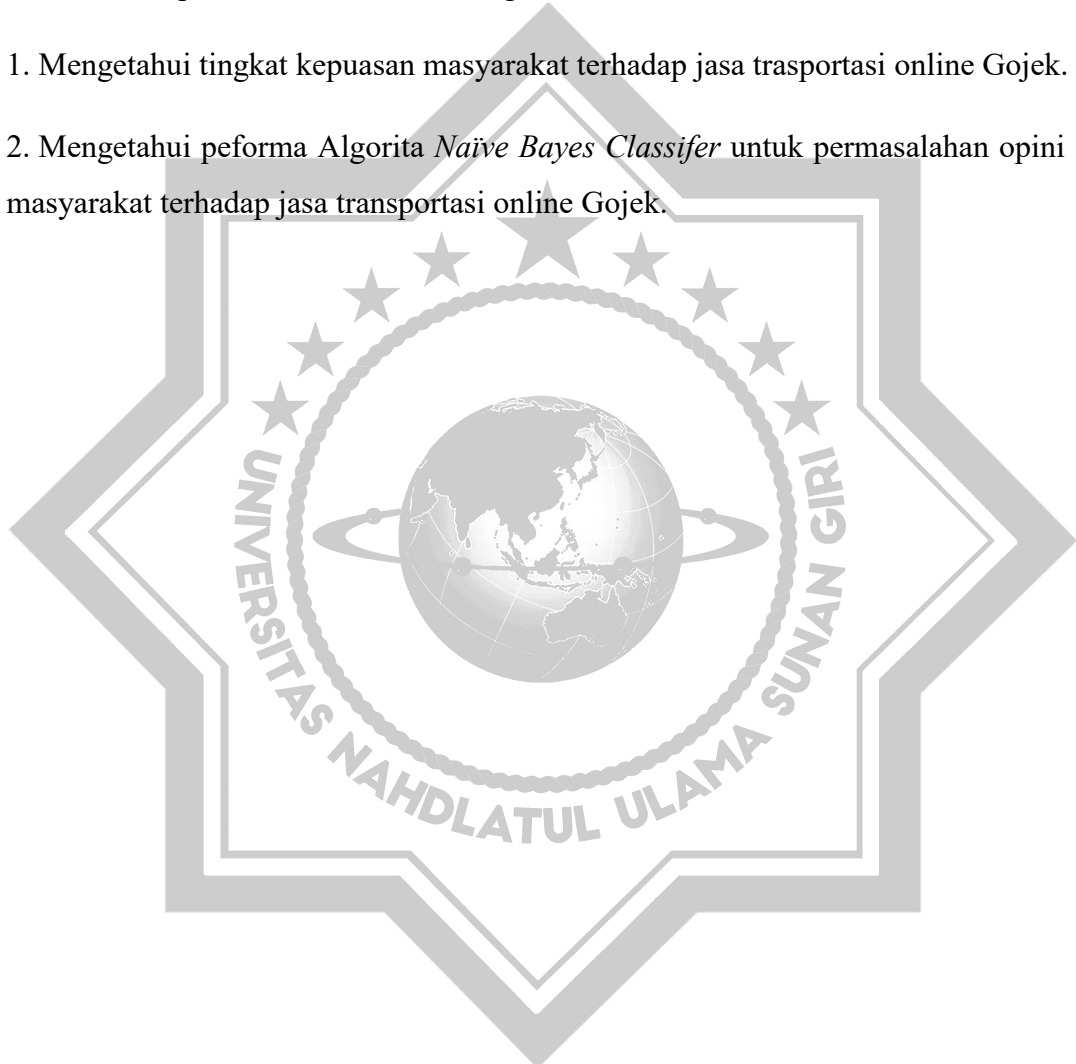 1. Mengetahui tingkat kepuasan masyarakat terhadap jasa trasportasi online Gojek.
2. Mengetahui peforma Algorita Naïve Bayes Classifer untuk permasalahan opini
masyarakat terhadap jasa transportasi online Gojek.
UNIVERSITAS NAHDLATUL ULAMA SUNAN GIRI